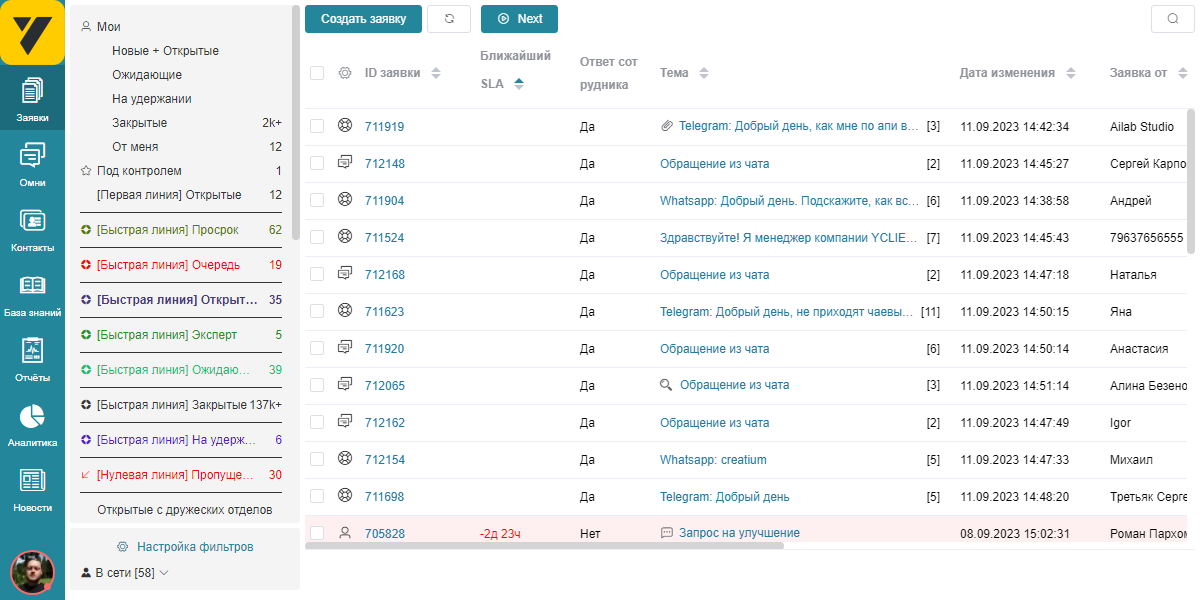 Заявки
Омни
Контакты
База знаний
Отчёты
Аналитика
Новости
Мои
Новые + Открытые
Ожидающие
На удержании
Закрытые 2k+
От меня 12
Под контролем 1
[Первая линия] Открытые 12
[Быстрая линия] Просрок 62
[Быстрая линия] Очередь 19
[Быстрая линия] Открыт... 35
[Быстрая линия] Эксперт 5
[Быстрая линия] Ожидаю... 39
[Быстрая линия] Закрытые 137k+
[Быстрая линия] На удерж... 6
[Нулевая линия] Пропуще... 30
Открытые с дружеских отделов
Настройка фильтров
В сети [58]
Создать заявку Next
ID заявки Ближайший SLA Ответ сот рудника Тема Дата изменения Заявка от
711919 Да Telegram: Добрый день, как мне по апи в... [3] 11.09.2023 14:42:34 Ailab Studio
712148 Да Обращение из чата [2] 11.09.2023 14:45:27 Сергей Карпо
711904 Да Whatsapp: Добрый день. Подскажите, как вс... [6] 11.09.2023 14:38:58 Андрей
711524 Да Здравствуйте! Я менеджер компании YCLIE... [7] 11.09.2023 14:45:43 79637656555
712168 Да Обращение из чата [2] 11.09.2023 14:47:18 Наталья
711623 Да Telegram: Добрый день, не приходят чаевы... [11] 11.09.2023 14:50:15 Яна
711920 Да Обращение из чата [6] 11.09.2023 14:50:14 Анастасия
712065 Да Обращение из чата [3] 11.09.2023 14:51:14 Алина Безено
712162 Да Обращение из чата [2] 11.09.2023 14:47:49 Igor
712154 Да Whatsapp: creatium [5] 11.09.2023 14:47:33 Михаил
711698 Да Telegram: Добрый день [5] 11.09.2023 14:48:20 Третьяк Серге
705828 -2д 23ч Нет Запрос на улучшение 08.09.2023 15:02:31 Роман Пархом